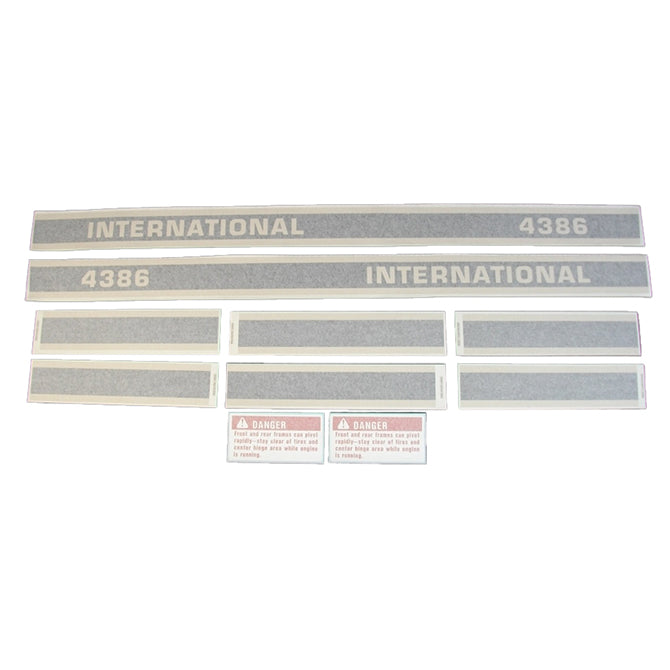 INTERNATIONAL 4386
4386 INTERNATIONAL
DANGER
Front and rear frames can pivot
rapidly—stay clear of tires and
center hinge area while engine
is running.
DANGER
Front and rear frames can pivot
rapidly—stay clear of tires and
center hinge area while engine
is running.